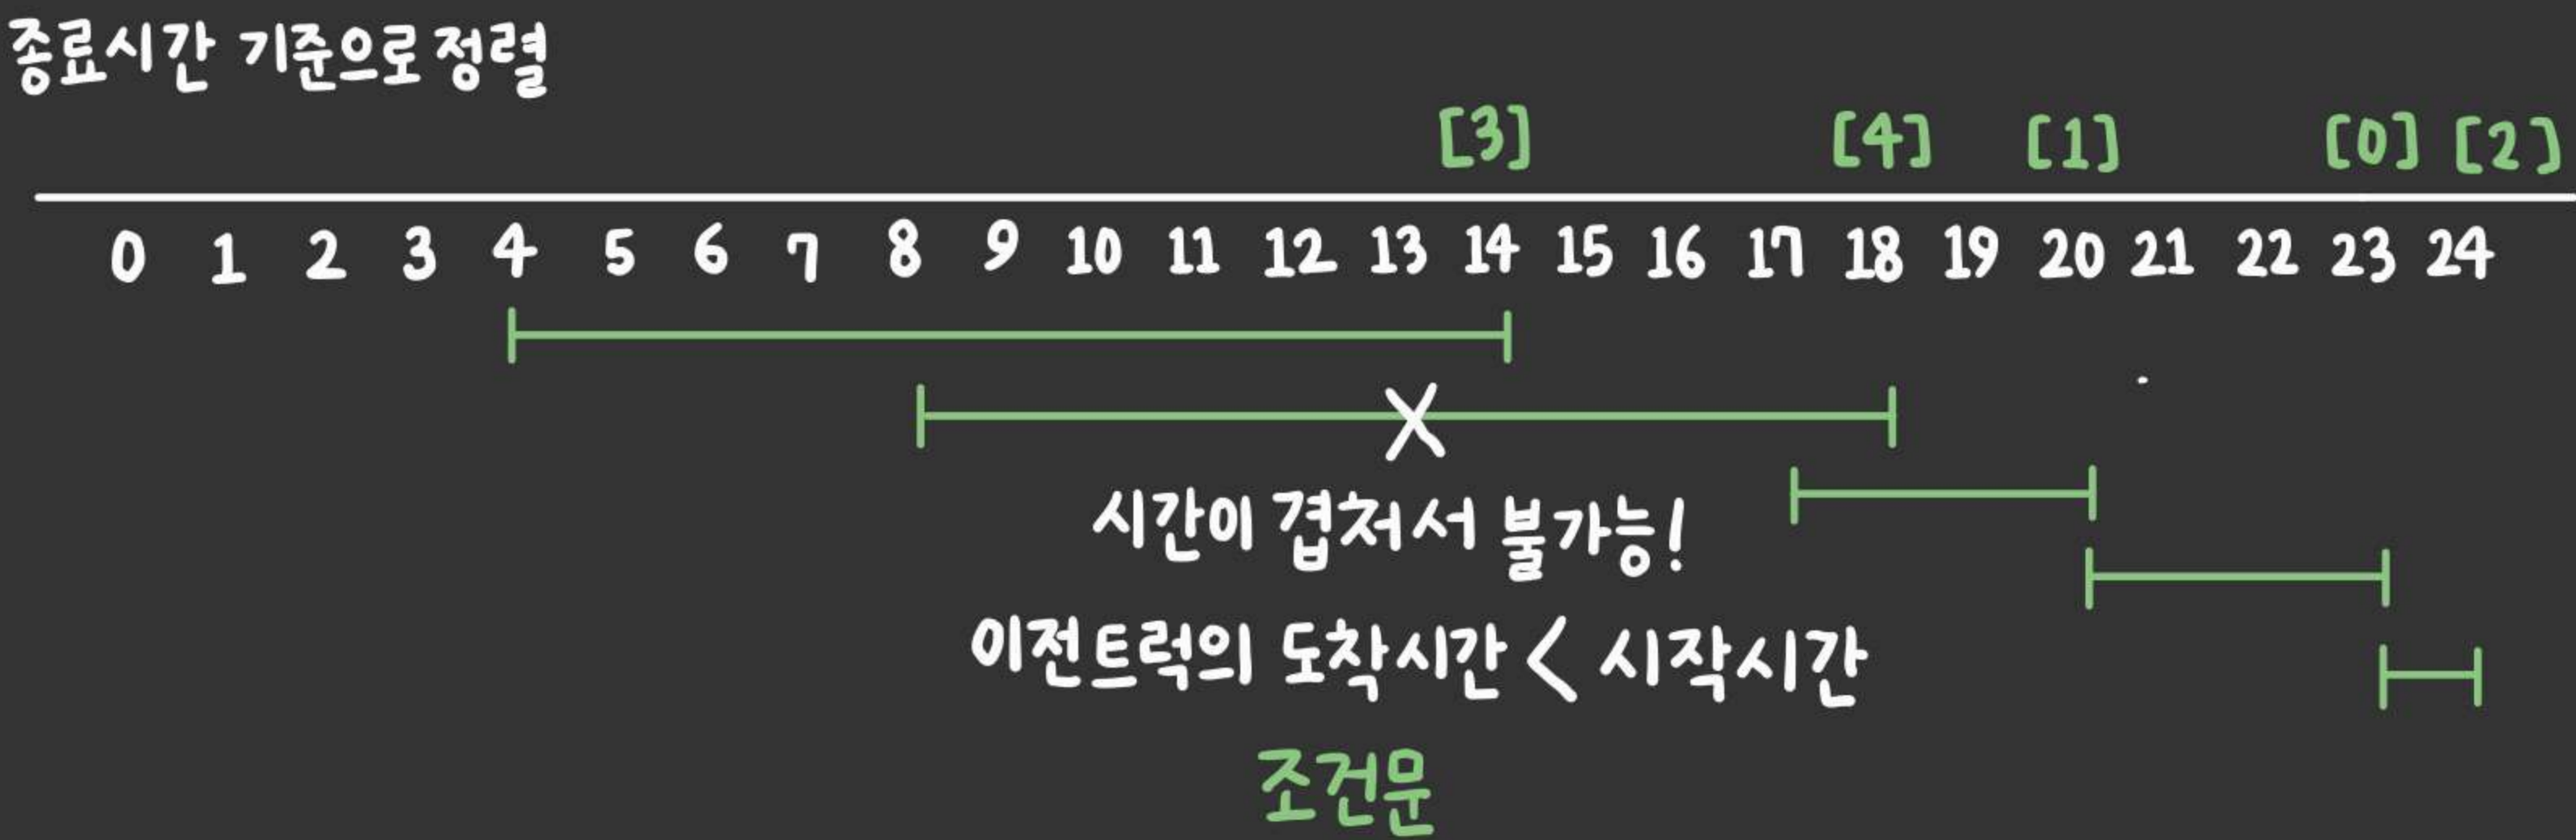 종료시간 기준으로 정렬
[3] [4] [1] [0] [2]
0 1 2 3 4 5 6 7 8 9 10 11 12 13 14 15 16 17 18 19 20 21 22 23 24
X
시간이 겹처서 불가능!
이전트럭의 도착시간 < 시작시간
조건문